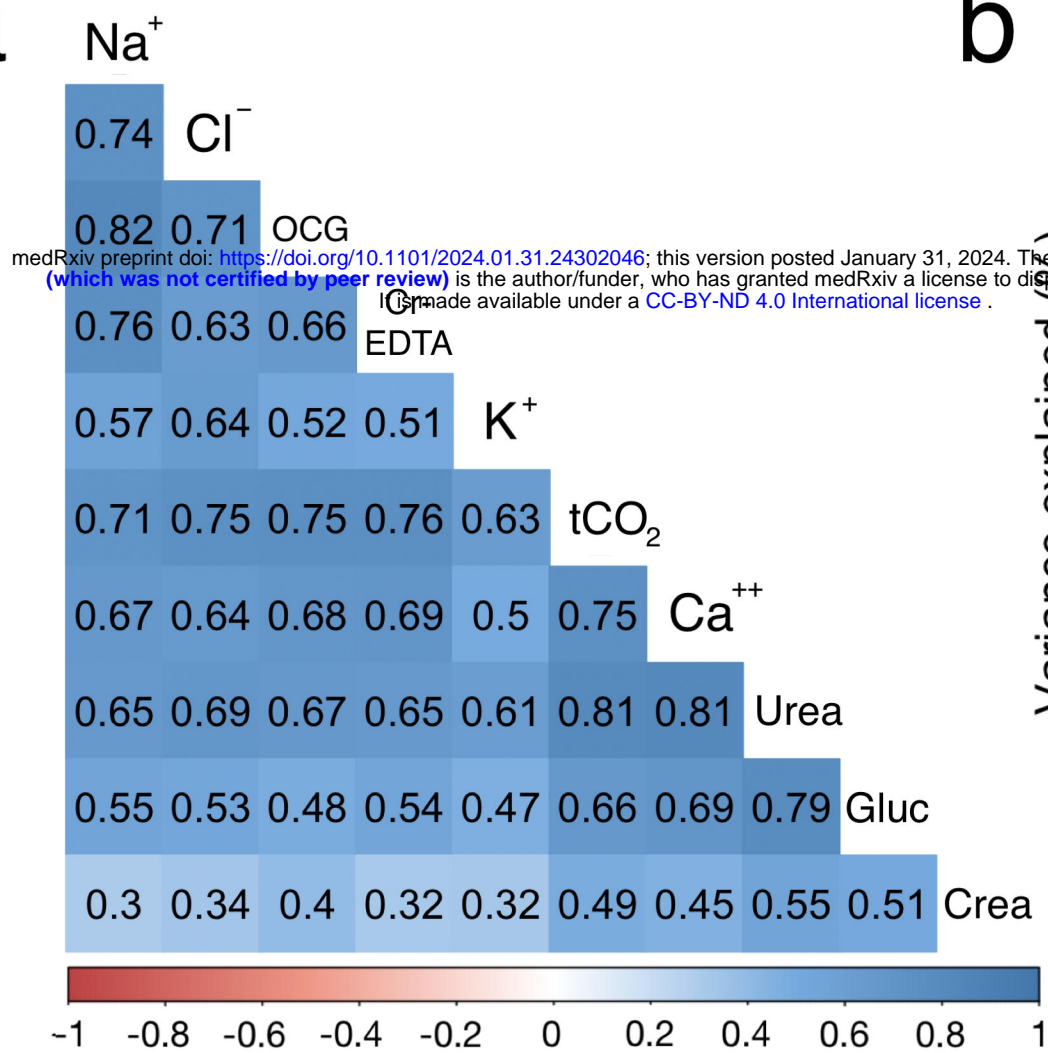 b
Na⁺
0.74 Cl⁻
0.82 0.71 OCG
medRxiv preprint doi: https://doi.org/10.1101/2024.01.31.24302046; this version posted January 31, 2024. The
(which was not certified by peer review) is the author/funder, who has granted medRxiv a license to
It is made available under a CC-BY-ND 4.0 International license .
0.76 0.63 0.66 Cr-
EDTA
0.57 0.64 0.52 0.51 K⁺
0.71 0.75 0.75 0.76 0.63 tCO₂
0.67 0.64 0.68 0.69 0.5 0.75 Ca⁺⁺
0.65 0.69 0.67 0.65 0.61 0.81 0.81 Urea
0.55 0.53 0.48 0.54 0.47 0.66 0.69 0.79 Gluc
0.3 0.34 0.4 0.32 0.32 0.49 0.45 0.55 0.51 Crea
-1 -0.8 -0.6 -0.4 -0.2 0 0.2 0.4 0.6 0.8 1